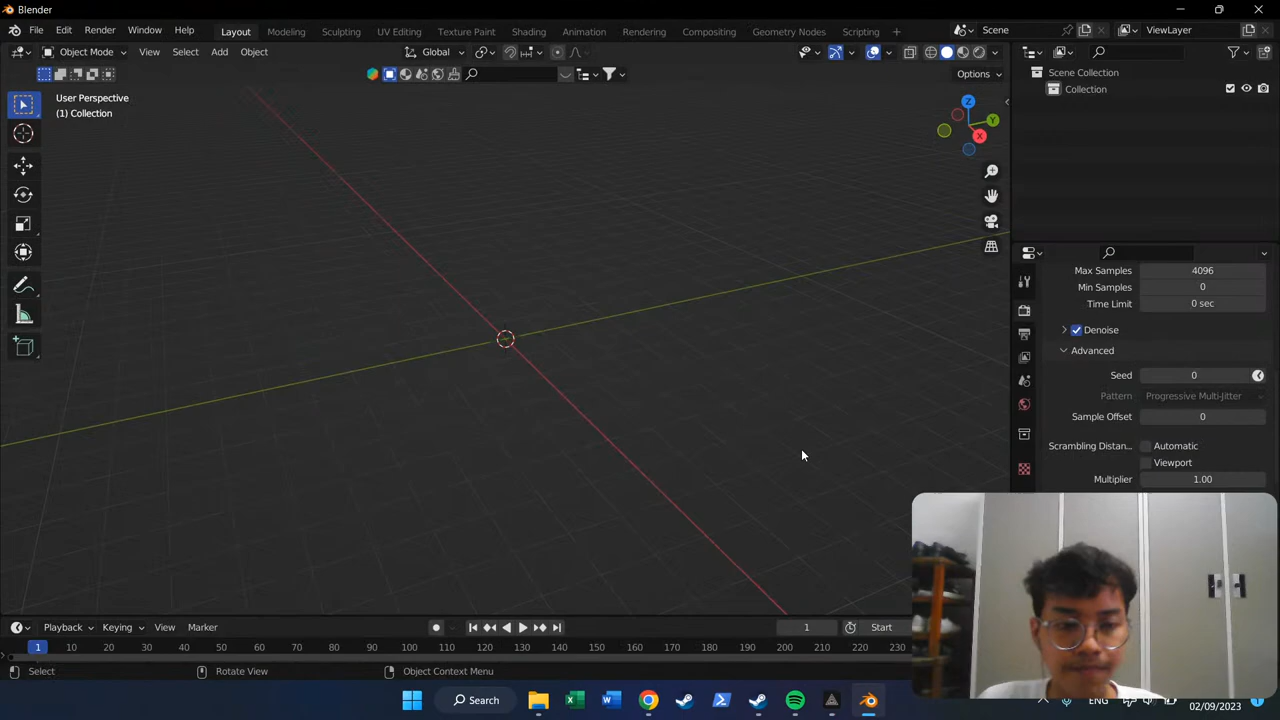 Blender
File Edit Render Window Help Layout Modeling Sculpting UV Editing Texture Paint Shading Animation Rendering Compositing Geometry Nodes Scripting + Scene ViewLayer
Object Mode View Select Add Object Global
Options
User Perspective
(1) Collection
Z
Y
X
Scene Collection
Collection
Max Samples 4096
Min Samples 0
Time Limit 0 sec
Denoise
Advanced
Seed 0
Pattern Progressive Multi-Jitter
Sample Offset 0
Scrambling Distan... Automatic
Viewport
Multiplier 1.00
Playback Keying View Marker 1 Start
1 10 20 30 40 50 60 70 80 90 100 110 120 130 140 150 160 170 180 190 200 210 220 230
Select Rotate View Object Context Menu
Search ENG
02/09/2023